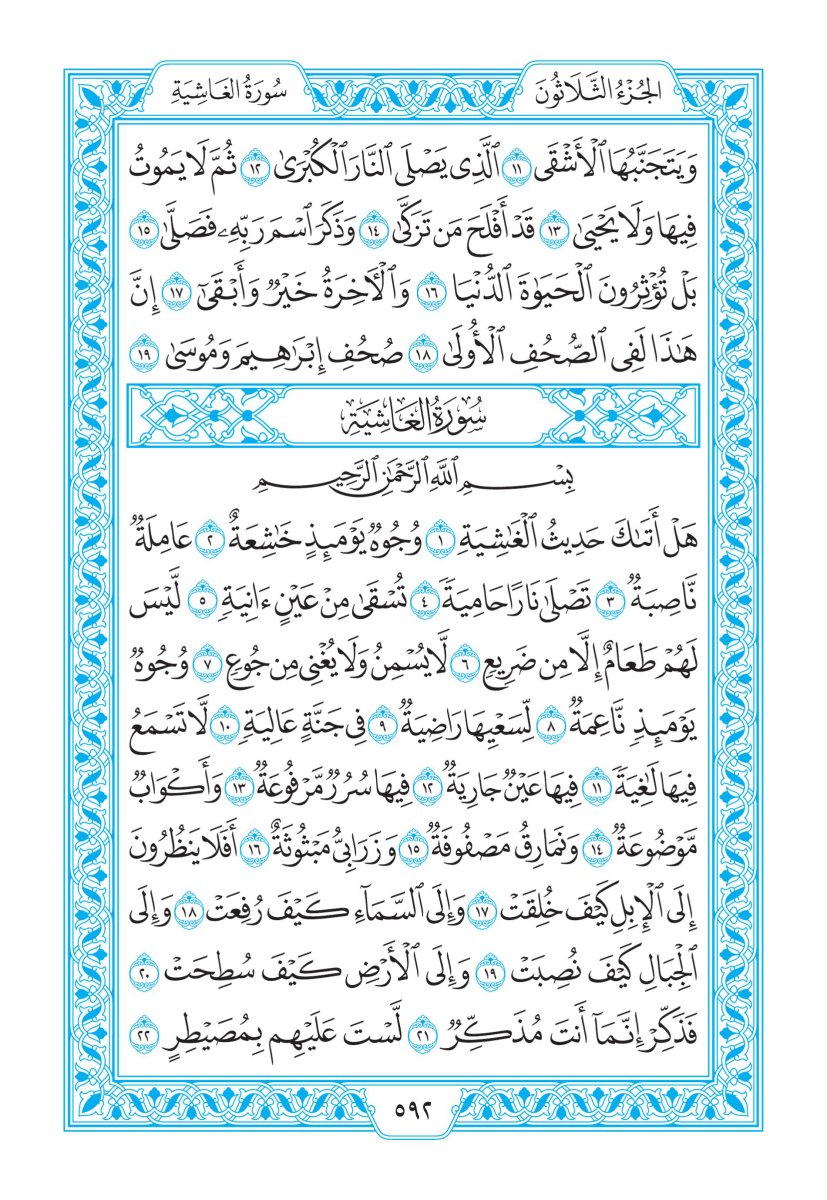 الجُزْءُ الثَّلَاثُونَ
سُورَةُ الغَاشِيَةِ
وَيَتَجَنَّبُهَا ٱلْأَشْقَى ١١ ٱلَّذِى يَصْلَى ٱلنَّارَ ٱلْكُبْرَىٰ ١٢ ثُمَّ لَا يَمُوتُ
فِيهَا وَلَا يَحْيَىٰ ١٣ قَدْ أَفْلَحَ مَن تَزَكَّىٰ ١٤ وَذَكَرَ ٱسْمَ رَبِّهِۦ فَصَلَّىٰ ١٥
بَلْ تُؤْثِرُونَ ٱلْحَيَوٰةَ ٱلدُّنْيَا ١٦ وَٱلْـَٔاخِرَةُ خَيْرٌ وَأَبْقَىٰٓ ١٧ إِنَّ
هَـٰذَا لَفِى ٱلصُّحُفِ ٱلْأُولَىٰ ١٨ صُحُفِ إِبْرَٰهِيمَ وَمُوسَىٰ ١٩
سُورَةُ الغَاشِيَةِ
بِسْمِ ٱللَّهِ ٱلرَّحْمَـٰنِ ٱلرَّحِيمِ
هَلْ أَتَىٰكَ حَدِيثُ ٱلْغَـٰشِيَةِ ١ وُجُوهٌ يَوْمَئِذٍ خَـٰشِعَةٌ ٢ عَامِلَةٌ
نَّاصِبَةٌ ٣ تَصْلَىٰ نَارًا حَامِيَةً ٤ تُسْقَىٰ مِنْ عَيْنٍ ءَانِيَةٍ ٥ لَّيْسَ
لَهُمْ طَعَامٌ إِلَّا مِن ضَرِيعٍ ٦ لَّا يُسْمِنُ وَلَا يُغْنِى مِن جُوعٍ ٧ وُجُوهٌ
يَوْمَئِذٍ نَّاعِمَةٌ ٨ لِّسَعْيِهَا رَاضِيَةٌ ٩ فِى جَنَّةٍ عَالِيَةٍ ١٠ لَّا تَسْمَعُ
فِيهَا لَـٰغِيَةً ١١ فِيهَا عَيْنٌ جَارِيَةٌ ١٢ فِيهَا سُرُرٌ مَّرْفُوعَةٌ ١٣ وَأَكْوَابٌ
مَّوْضُوعَةٌ ١٤ وَنَمَارِقُ مَصْفُوفَةٌ ١٥ وَزَرَابِىُّ مَبْثُوثَةٌ ١٦ أَفَلَا يَنظُرُونَ
إِلَى ٱلْإِبِلِ كَيْفَ خُلِقَتْ ١٧ وَإِلَى ٱلسَّمَآءِ كَيْفَ رُفِعَتْ ١٨ وَإِلَى
ٱلْجِبَالِ كَيْفَ نُصِبَتْ ١٩ وَإِلَى ٱلْأَرْضِ كَيْفَ سُطِحَتْ ٢٠
فَذَكِّرْ إِنَّمَآ أَنتَ مُذَكِّرٌ ٢١ لَّسْتَ عَلَيْهِم بِمُصَيْطِرٍ ٢٢
٥٩٢